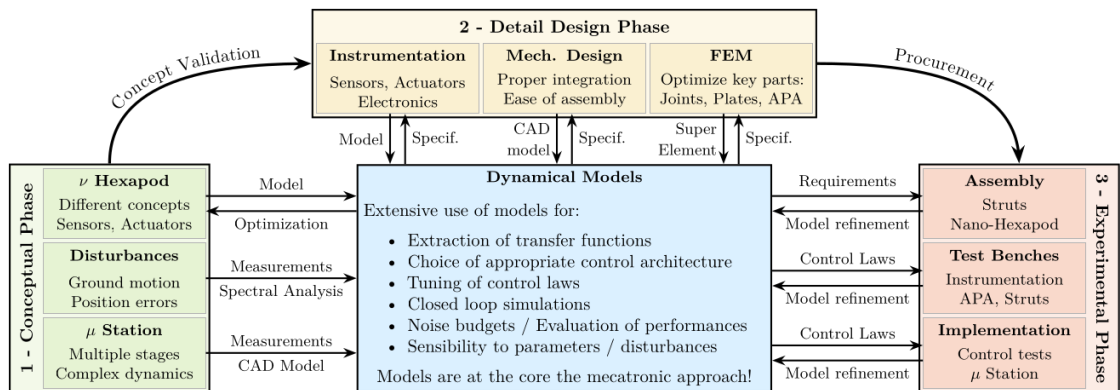 2 - Detail Design Phase
Instrumentation
Sensors, Actuators
Electronics
Mech. Design
Proper integration
Ease of assembly
FEM
Optimize key parts:
Joints, Plates, APA
Concept Validation
Procurement
Model
Specif.
CAD
model
Specif.
Super
Element
Specif.
1 - Conceptual Phase
ν Hexapod
Different concepts
Sensors, Actuators
Disturbances
Ground motion
Position errors
μ Station
Multiple stages
Complex dynamics
Model
Optimization
Measurements
Spectral Analysis
Measurements
CAD Model
Dynamical Models
Extensive use of models for:
• Extraction of transfer functions
• Choice of appropriate control architecture
• Tuning of control laws
• Closed loop simulations
• Noise budgets / Evaluation of performances
• Sensibility to parameters / disturbances
Models are at the core the mecatronic approach!
Requirements
Model refinement
Control Laws
Model refinement
Control Laws
Model refinement
Assembly
Struts
Nano-Hexapod
Test Benches
Instrumentation
APA, Struts
Implementation
Control tests
μ Station
3 - Experimental Phase